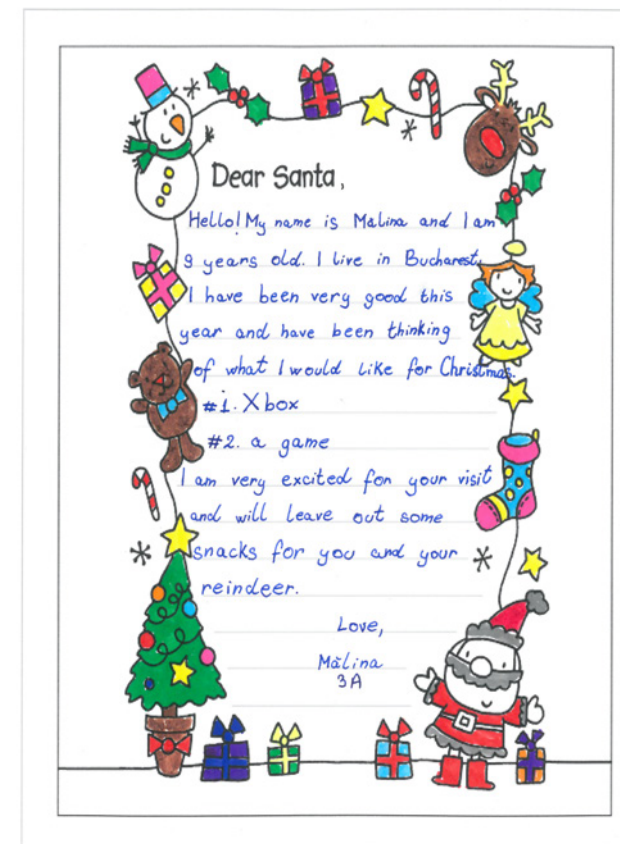 Dear Santa,
Hello! My name is Malina and I am
9 years old. I live in Bucharest.
I have been very good this
year and have been thinking
of what I would like for Christmas.
#1. Xbox
#2. a game
I am very excited for your visit
and will leave out some
snacks for you and your
reindeer.
Love,
Mălina
3A